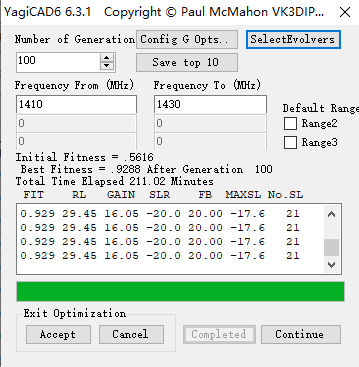 YagiCAD6 6.3.1 Copyright © Paul McMahon VK3DIP...
Number of Generation
Config G Opts..
SelectEvolvers
100
Save top 10
Frequency From (MHz)
Frequency To (MHz)
1410
1430
Default Range
0
0
Range2
0
0
Range3
Initial Fitness = .5616
Best Fitness = .9288 After Generation 100
Total Time Elapsed 211.02 Minutes
FIT RL GAIN SLR FB MAXSL No.SL
0.929 29.45 16.05 -20.0 20.00 -17.6 21
0.929 29.45 16.05 -20.0 20.00 -17.6 21
0.929 29.45 16.05 -20.0 20.00 -17.6 21
0.929 29.45 16.05 -20.0 20.00 -17.6 21
Exit Optimization
Accept
Cancel
Completed
Continue